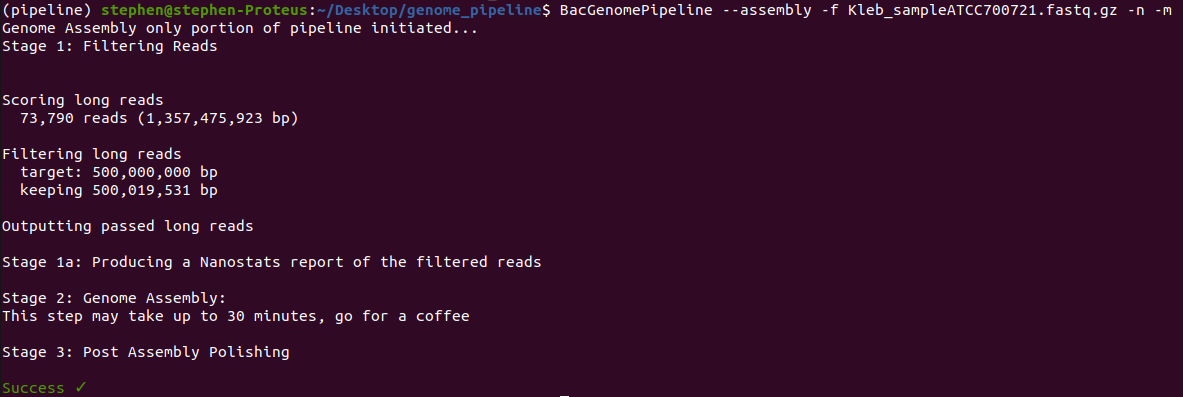 (pipeline) stephen@stephen-Proteus:~/Desktop/genome_pipeline$ BacGenomePipeline --assembly -f Kleb_sampleATCC700721.fastq.gz -n -m
Genome Assembly only portion of pipeline initiated...
Stage 1: Filtering Reads
Scoring long reads
73,790 reads (1,357,475,923 bp)
Filtering long reads
target: 500,000,000 bp
keeping 500,019,531 bp
Outputting passed long reads
Stage 1a: Producing a Nanostats report of the filtered reads
Stage 2: Genome Assembly:
This step may take up to 30 minutes, go for a coffee
Stage 3: Post Assembly Polishing
Success ✓